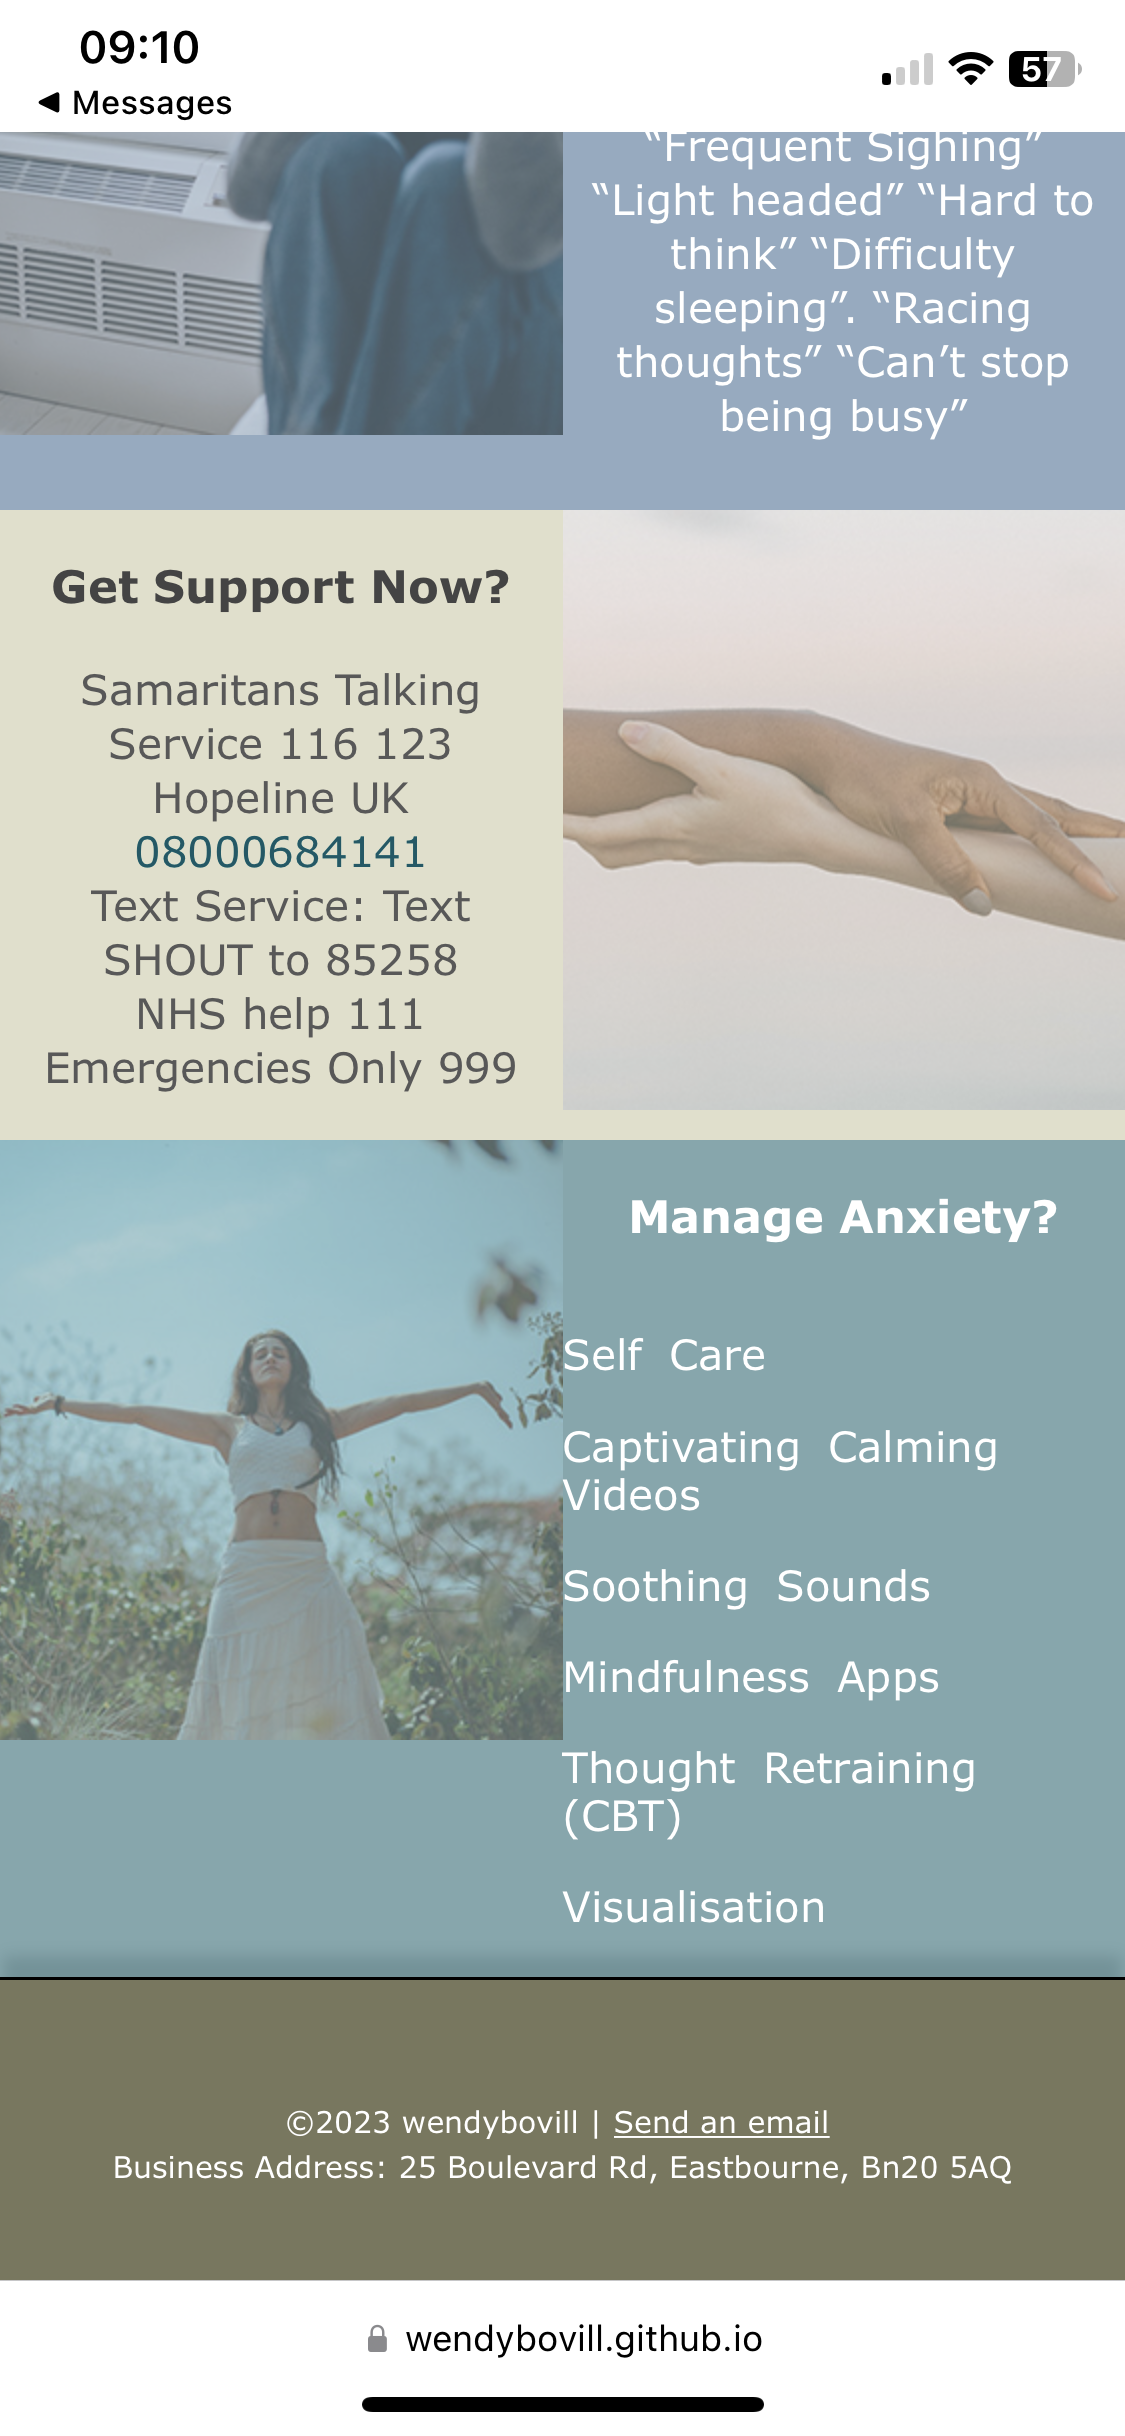 09:10
◀ Messages
57
“Frequent Sighing”
“Light headed” “Hard to
think” “Difficulty
sleeping”. “Racing
thoughts” “Can’t stop
being busy”
Get Support Now?
Samaritans Talking
Service 116 123
Hopeline UK
08000684141
Text Service: Text
SHOUT to 85258
NHS help 111
Emergencies Only 999
Manage Anxiety?
Self Care
Captivating Calming
Videos
Soothing Sounds
Mindfulness Apps
Thought Retraining
(CBT)
Visualisation
©2023 wendybovill | Send an email
Business Address: 25 Boulevard Rd, Eastbourne, Bn20 5AQ
wendybovill.github.io